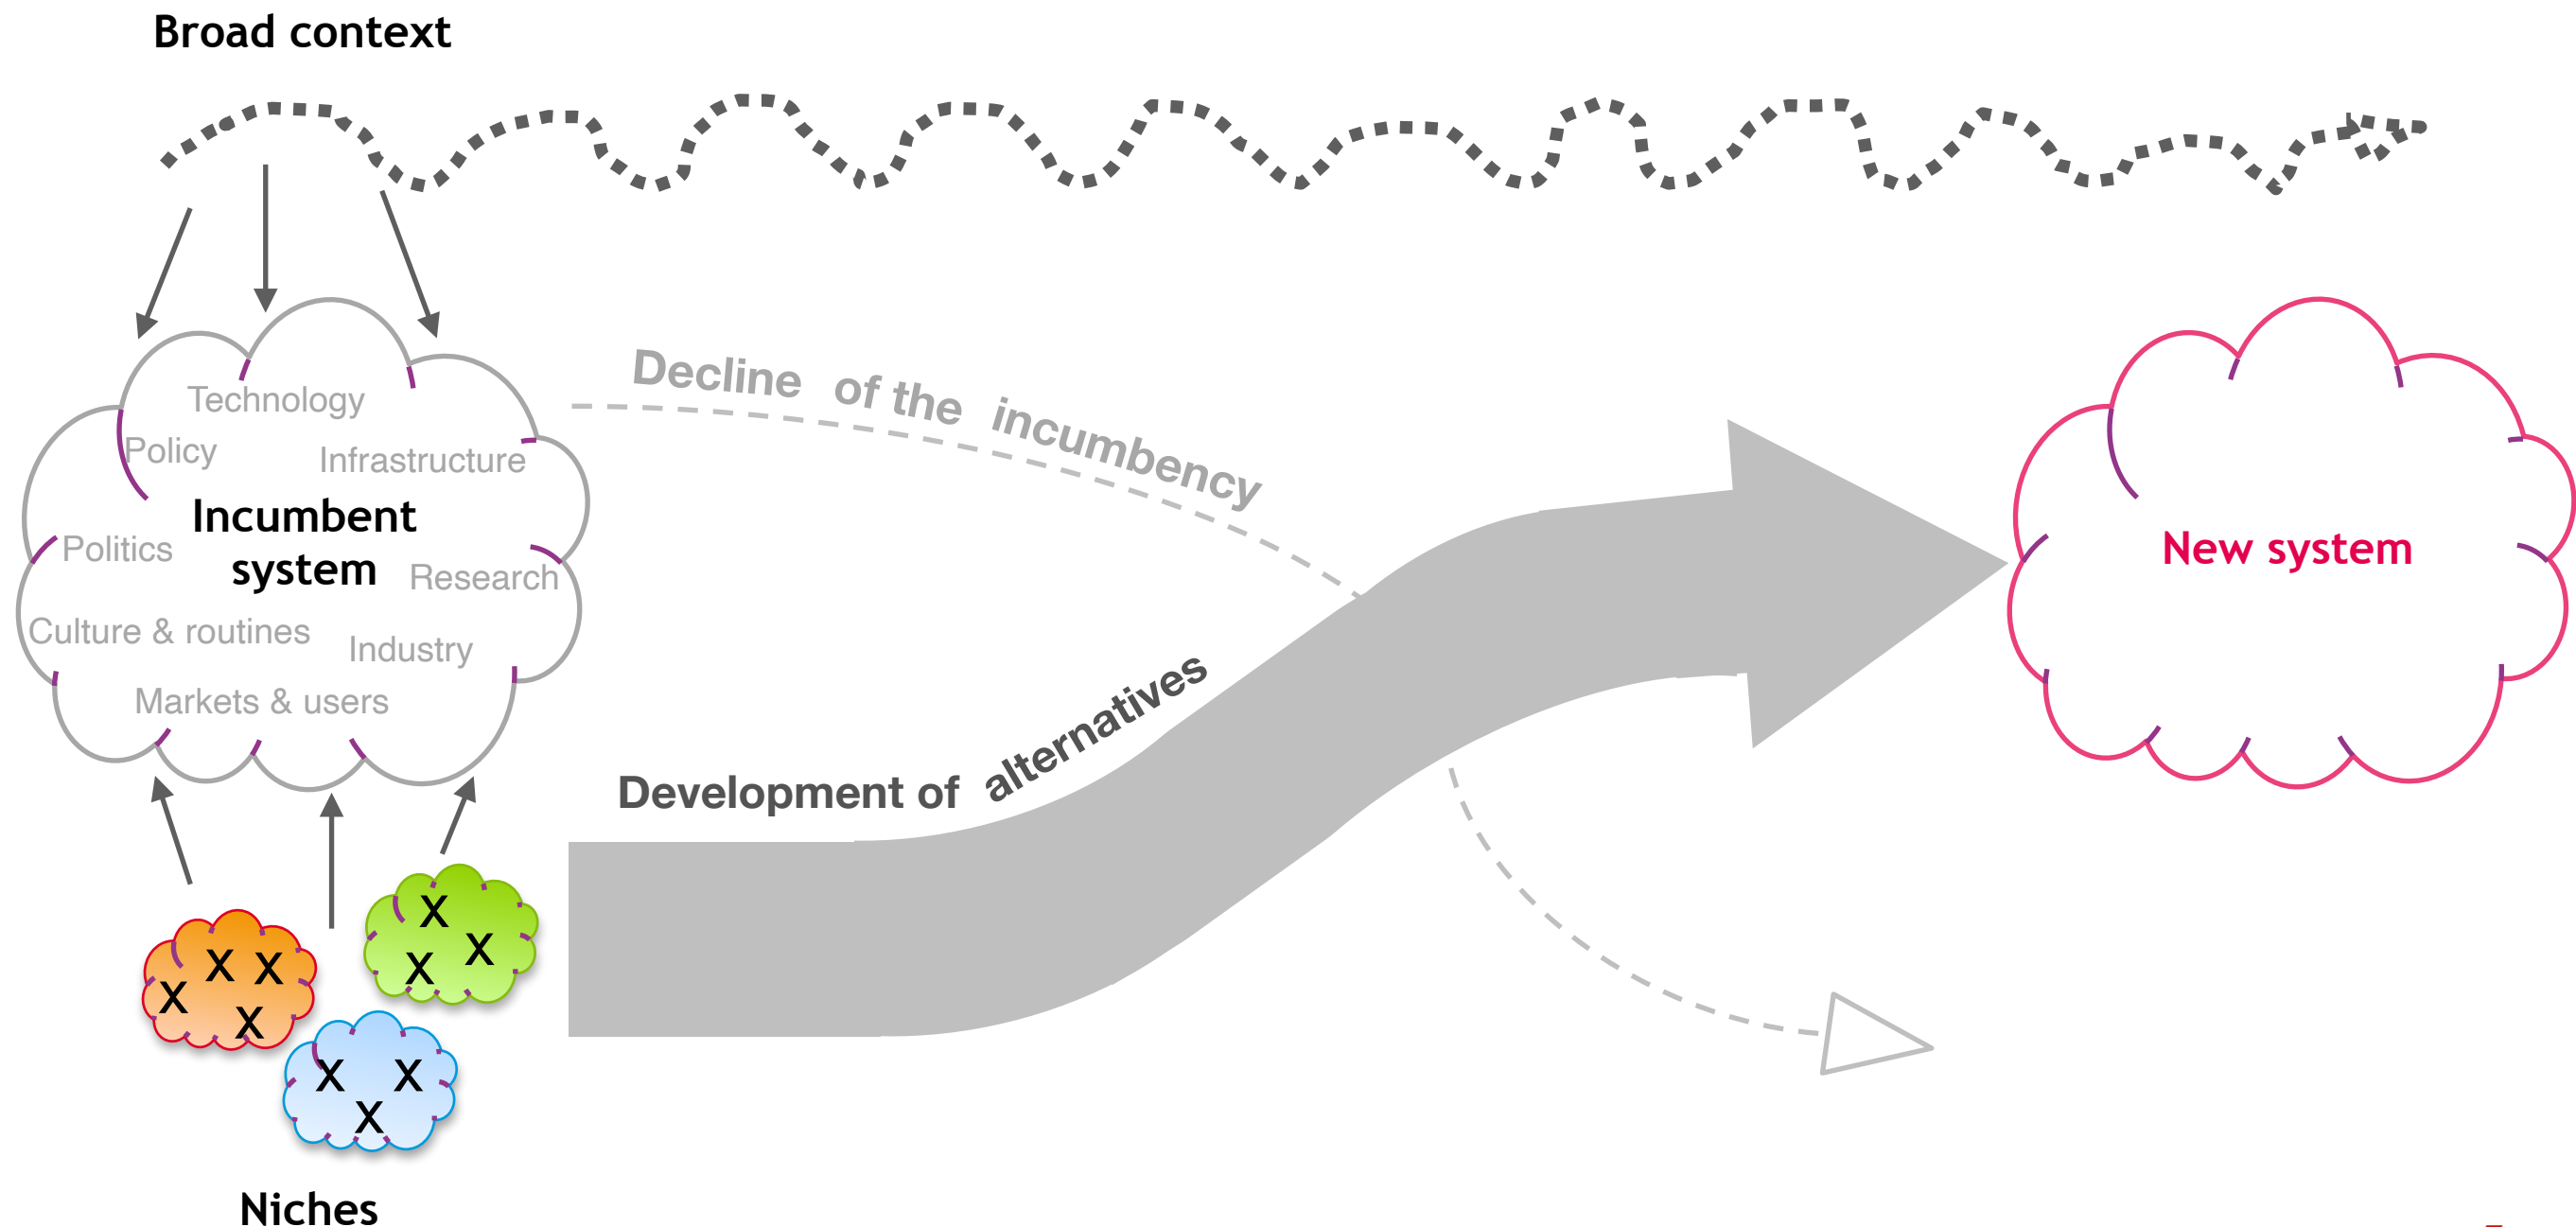 Broad context
Technology
Policy
Infrastructure
Incumbent
system
Politics
Research
Culture & routines
Industry
Markets & users
Decline of the incumbency
Development of alternatives
New system
X
X
X
X
X
X
X
X
X
X
Niches